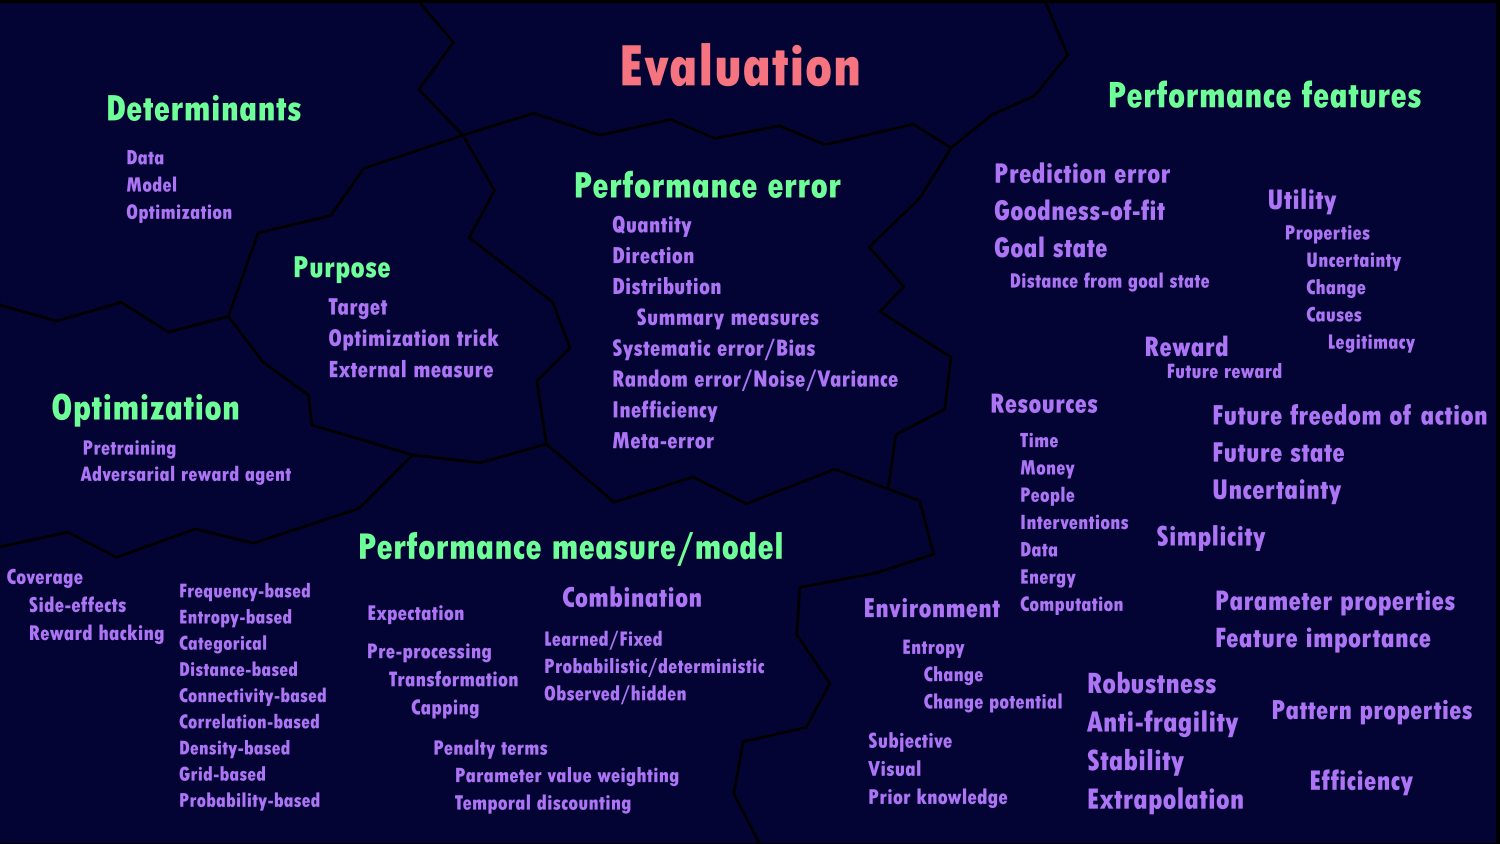 Evaluation
Determinants
Data
Model
Optimization
Purpose
Target
Optimization trick
External measure
Performance error
Quantity
Direction
Distribution
Summary measures
Systematic error/Bias
Random error/Noise/Variance
Inefficiency
Meta-error
Performance features
Prediction error
Goodness-of-fit
Goal state
Distance from goal state
Utility
Properties
Uncertainty
Change
Causes
Legitimacy
Reward
Future reward
Resources
Time
Money
People
Interventions
Data
Energy
Computation
Future freedom of action
Future state
Uncertainty
Simplicity
Environment
Entropy
Change
Change potential
Subjective
Visual
Prior knowledge
Parameter properties
Feature importance
Robustness
Anti-fragility
Stability
Extrapolation
Pattern properties
Efficiency
Optimization
Pretraining
Adversarial reward agent
Performance measure/model
Coverage
Side-effects
Reward hacking
Frequency-based
Entropy-based
Categorical
Distance-based
Connectivity-based
Correlation-based
Density-based
Grid-based
Probability-based
Expectation
Pre-processing
Transformation
Capping
Penalty terms
Parameter value weighting
Temporal discounting
Combination
Learned/Fixed
Probabilistic/deterministic
Observed/hidden